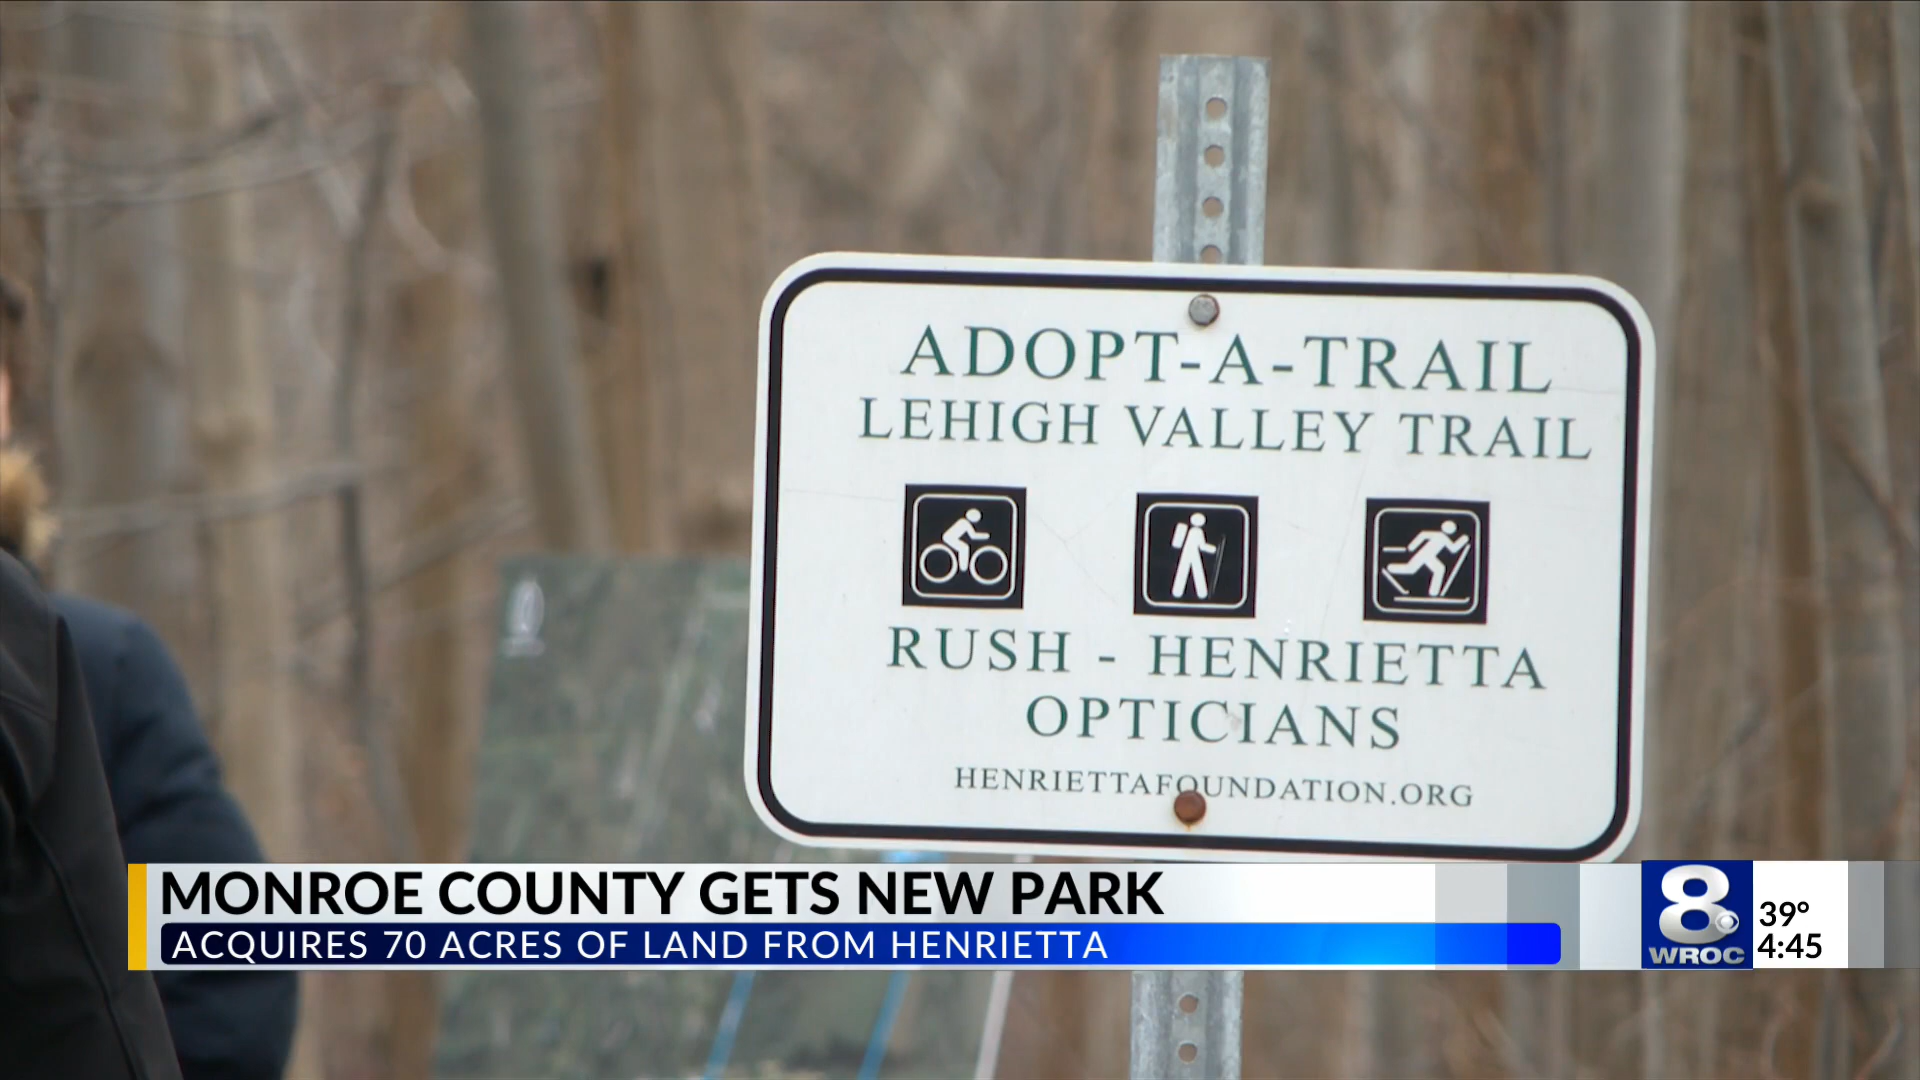 ADOPT-A-TRAIL
LEHIGH VALLEY TRAIL
RUSH - HENRIETTA
OPTICIANS
HENRIETTAFOUNDATION.ORG
MONROE COUNTY GETS NEW PARK
ACQUIRES 70 ACRES OF LAND FROM HENRIETTA
8
WROC
39°
4:45